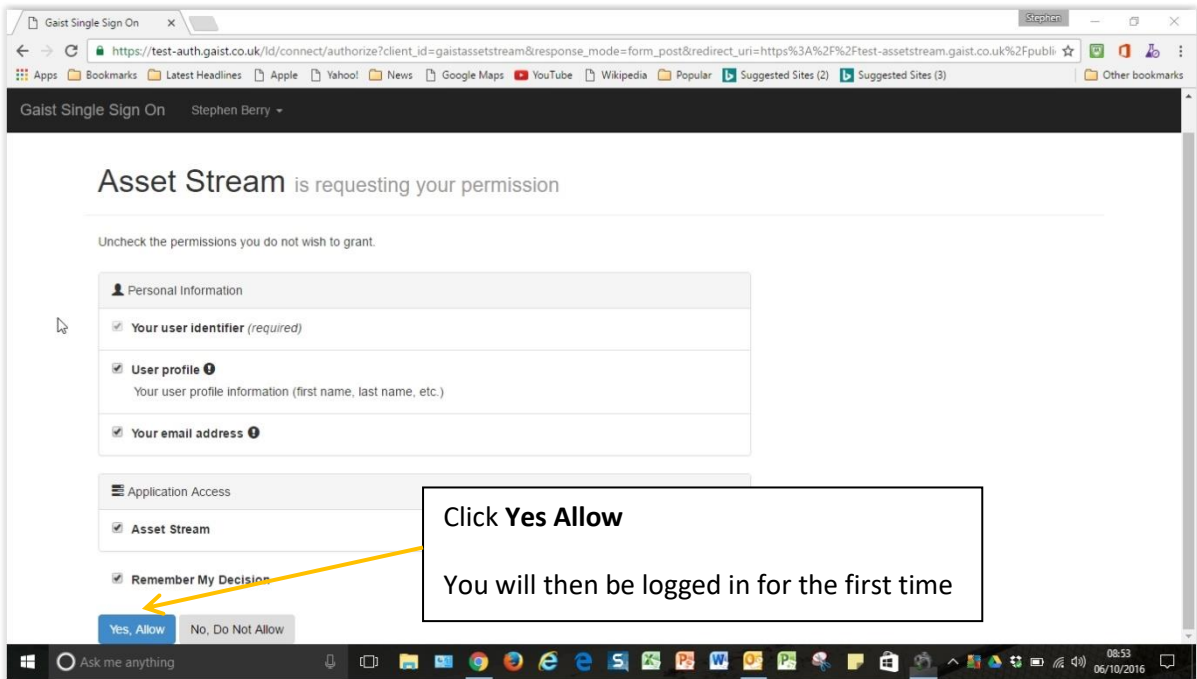 Gaist Single Sign On
Stephen
https://test-auth.gaist.co.uk/ld/connect/authorize?client_id=gaistassetstream&response_mode=form_post&redirect_uri=https%3A%2F%2Ftest-assetstream.gaist.co.uk%2Fpubli
Apps Bookmarks Latest Headlines Apple Yahoo! News Google Maps YouTube Wikipedia Popular Suggested Sites (2) Suggested Sites (3) Other bookmarks
Gaist Single Sign On Stephen Berry
Asset Stream is requesting your permission
Uncheck the permissions you do not wish to grant.
Personal Information
Your user identifier (required)
User profile
Your user profile information (first name, last name, etc.)
Your email address
Application Access
Asset Stream
Remember My Decision
Yes, Allow No, Do Not Allow
Click Yes Allow
You will then be logged in for the first time
Ask me anything
08:53
06/10/2016